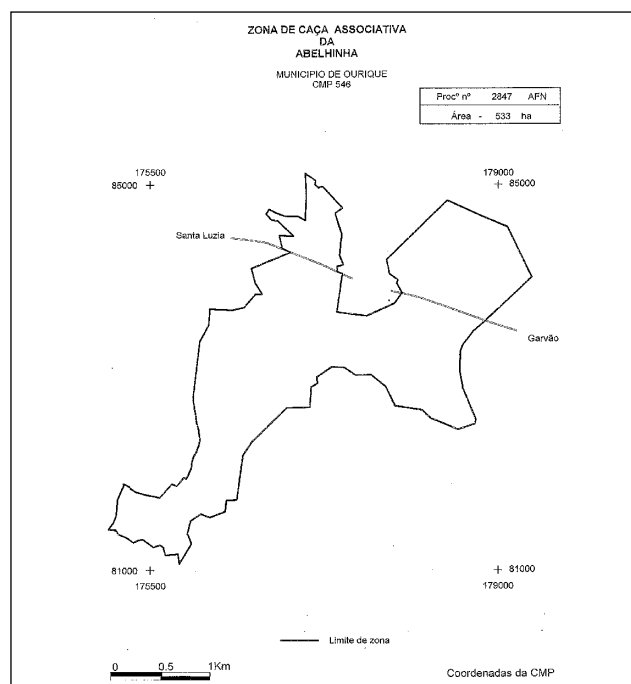 ZONA DE CAÇA ASSOCIATIVA
DA
ABELHINHA
MUNICIPIO DE OURIQUE
CMP 546
Procº nº 2847 AFN
Área - 533 ha
175500
85000
179000
85000
Santa Luzia
Garvão
81000
175500
81000
179000
Limite de zona
0 0.5 1Km
Coordenadas da CMP